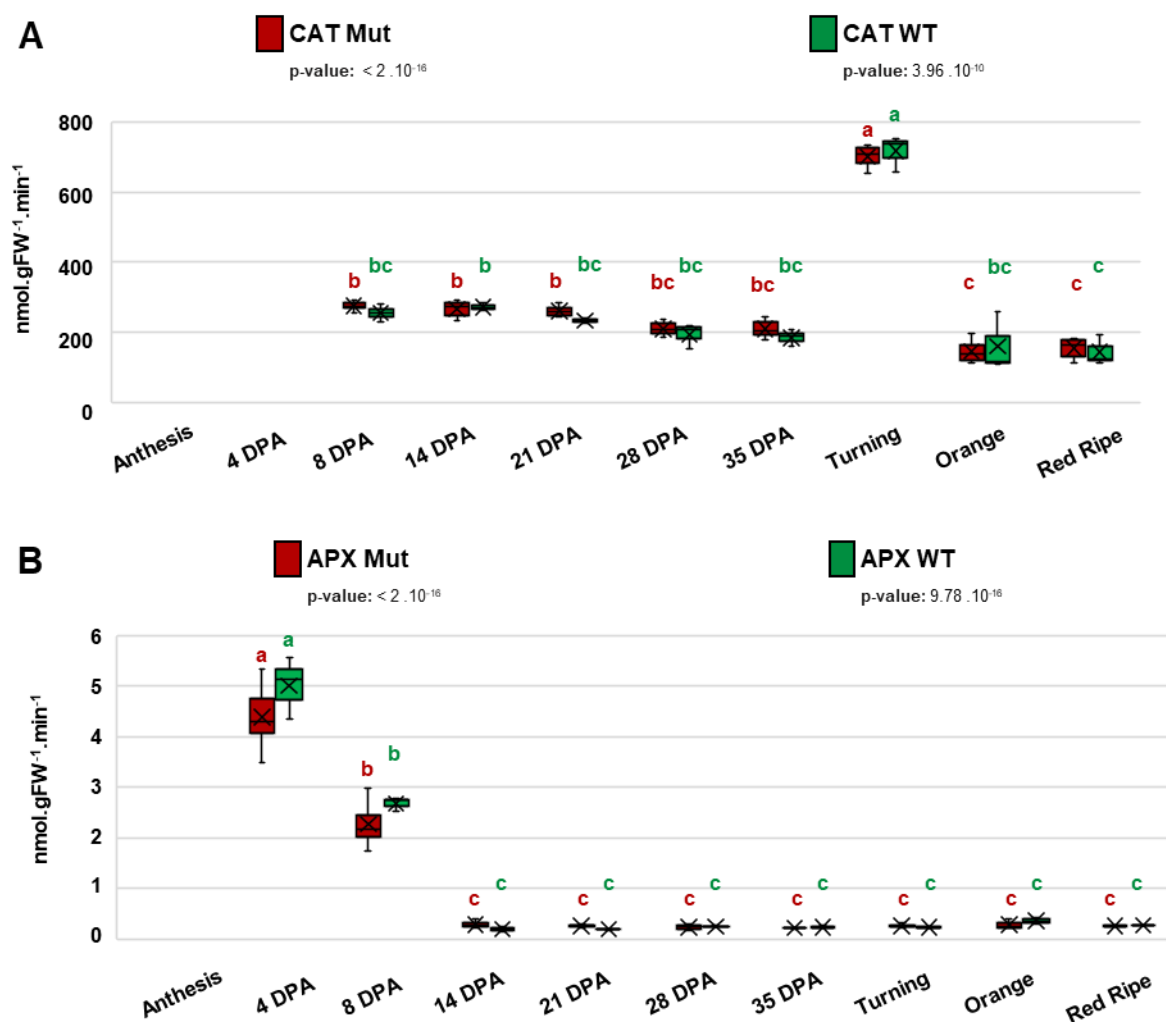 A
CAT Mut
CAT WT
p-value: < 2 .10⁻¹⁶
p-value: 3.96 .10⁻¹⁰
nmol.gFW⁻¹.min⁻¹
800
600
400
200
0
a a
b bc b b b bc bc bc bc bc c bc c c
Anthesis 4 DPA 8 DPA 14 DPA 21 DPA 28 DPA 35 DPA Turning Orange Red Ripe
B
APX Mut
APX WT
p-value: < 2 .10⁻¹⁶
p-value: 9.78 .10⁻¹⁶
nmol.gFW⁻¹.min⁻¹
6
5
4
3
2
1
0
a a
b b
c c c c c c c c c c c c c c
Anthesis 4 DPA 8 DPA 14 DPA 21 DPA 28 DPA 35 DPA Turning Orange Red Ripe